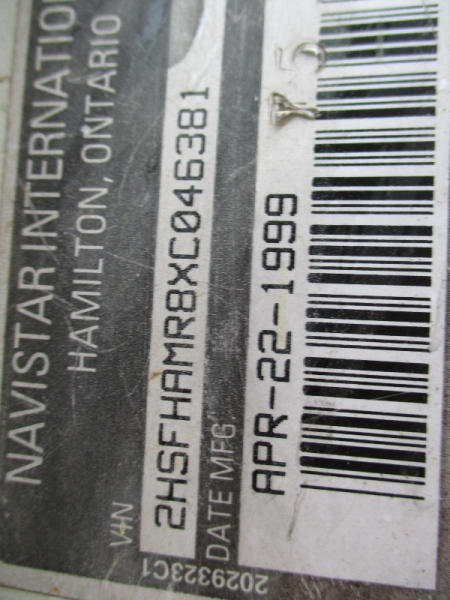 NAVISTAR INTERNATIO
HAMILTON, ONTARIO
VIN 2HSFHAMR8XC046381
DATE MFG. APR-22-1999
2029323C1